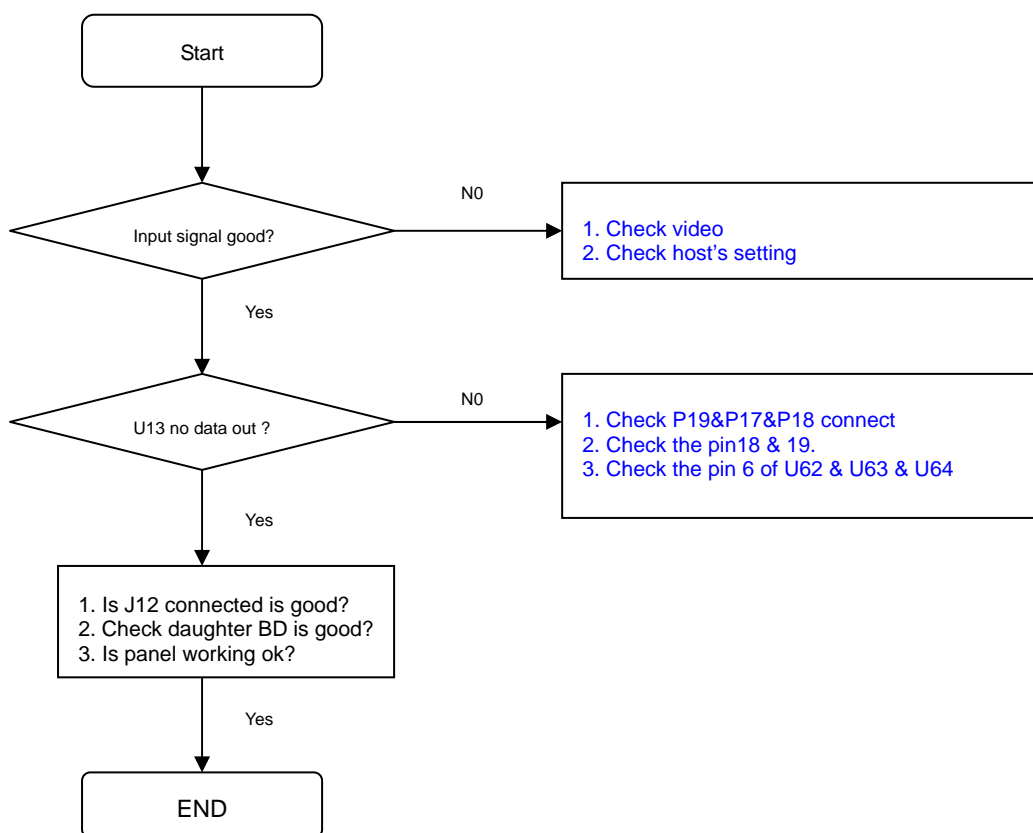 Start
Input signal good?
N0
1. Check video
2. Check host's setting
Yes
U13 no data out ?
N0
1. Check P19&P17&P18 connect
2. Check the pin18 & 19.
3. Check the pin 6 of U62 & U63 & U64
Yes
1. Is J12 connected is good?
2. Check daughter BD is good?
3. Is panel working ok?
Yes
END